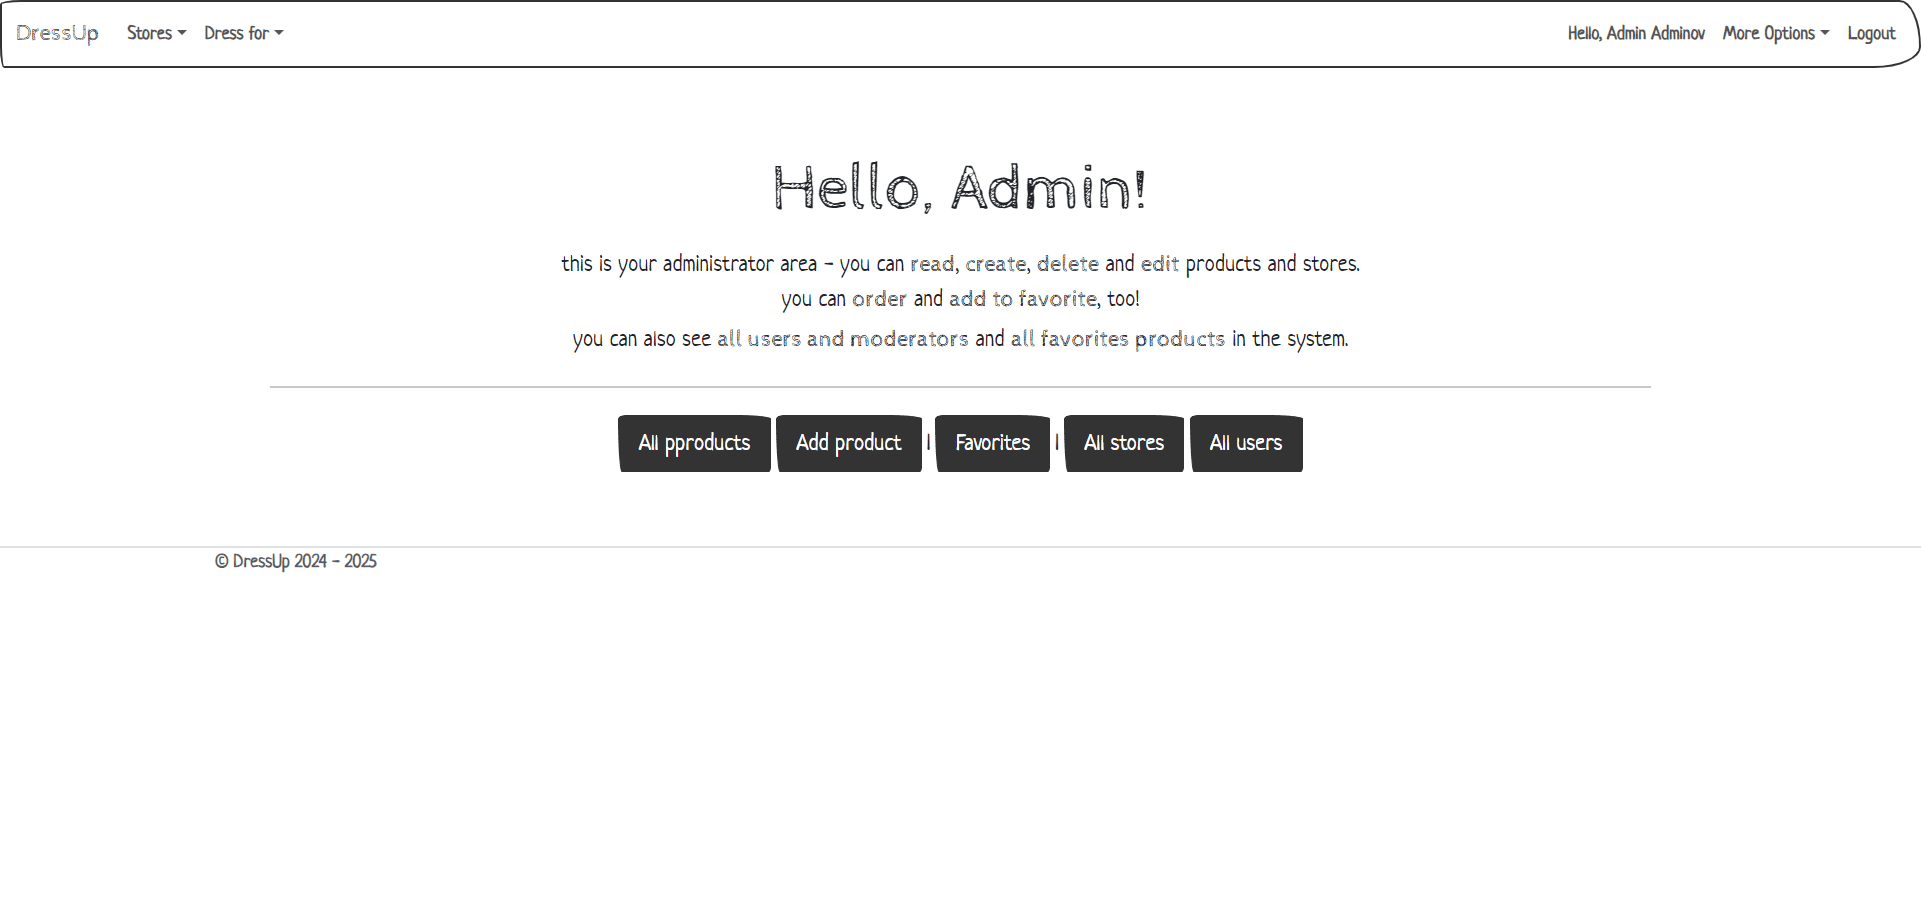 DressUp Stores Dress for Hello, Admin Adminov More Options Logout
Hello, Admin!
this is your administrator area - you can read, create, delete and edit products and stores.
you can order and add to favorite, too!
you can also see all users and moderators and all favorites products in the system.
All pproducts Add product | Favorites | All stores All users
© DressUp 2024 - 2025